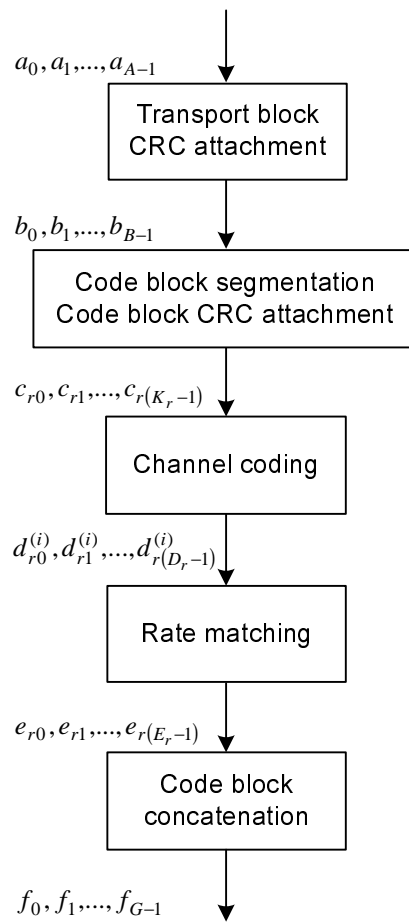 a_0, a_1,..., a_{A-1}
Transport block
CRC attachment
b_0, b_1,..., b_{B-1}
Code block segmentation
Code block CRC attachment
c_{r0}, c_{r1},..., c_{r(K_r-1)}
Channel coding
d_{r0}^{(i)}, d_{r1}^{(i)},..., d_{r(D_r-1)}^{(i)}
Rate matching
e_{r0}, e_{r1},..., e_{r(E_r-1)}
Code block
concatenation
f_0, f_1,..., f_{G-1}